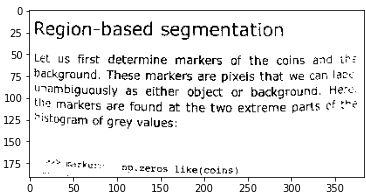 0
25
50
75
100
125
150
175
Region-based segmentation
Let us first determine markers of the coins and the
background. These markers are pixels that we can label
unambiguously as either object or background. Here,
the markers are found at the two extreme parts of the
histogram of grey values:
>>> markers np.zeros like(coins)
0 50 100 150 200 250 300 350